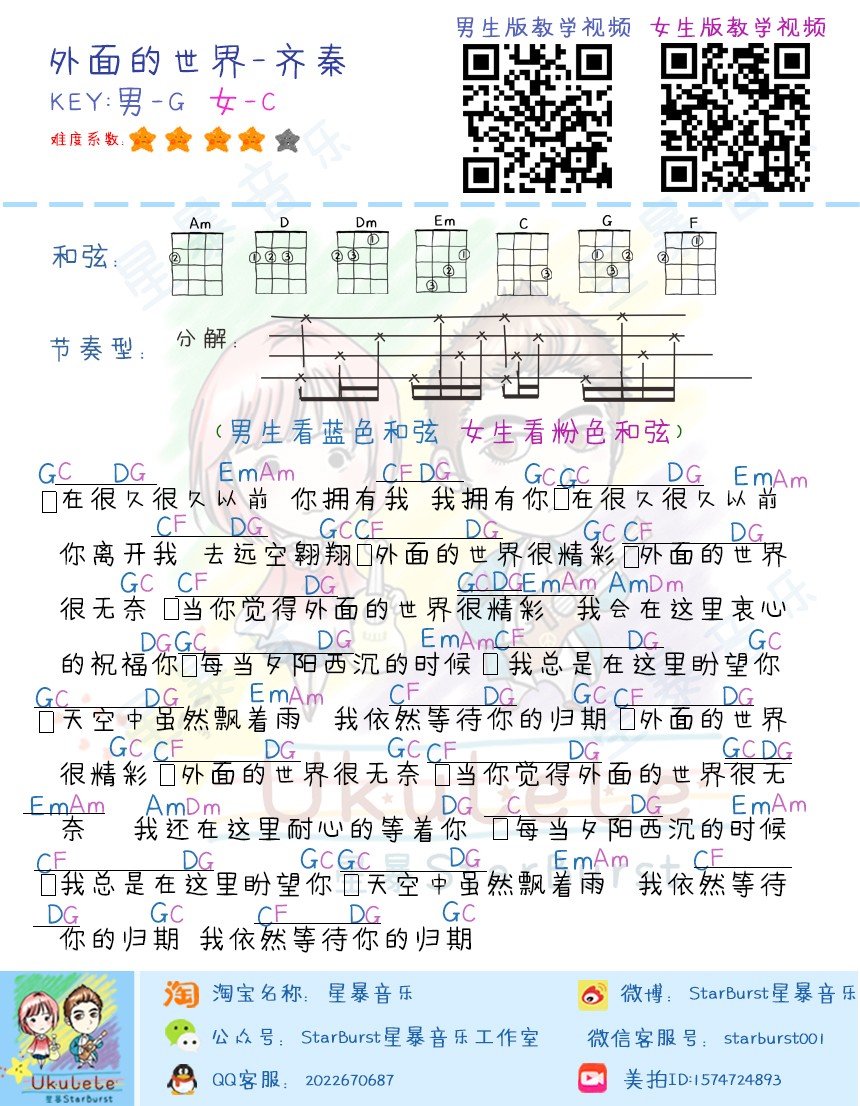 男生版教学视频 女生版教学视频
外面的世界-齐秦
KEY:男-G 女-C
难度系数:
Am D Dm Em C G F
和弦:
节奏型: 分解:
(男生看蓝色和弦 女生看粉色和弦)
GC DG EmAm CF DG GC GC DG EmAm
在很久很久以前 你拥有我 我拥有你 在很久很久以前
CF DG GC CF DG GC CF DG
你离开我 去远空翱翔 外面的世界很精彩 外面的世界
GC CF DG GC DG EmAm AmDm
很无奈 当你觉得外面的世界很精彩 我会在这里衷心
DG GC DG EmAm CF DG GC
的祝福你 每当夕阳西沉的时候 我总是在这里盼望你
GC DG EmAm CF DG GC CF DG
天空中虽然飘着雨 我依然等待你的归期 外面的世界
GC CF DG GC CF DG GC DG
很精彩 外面的世界很无奈 当你觉得外面的世界很无
EmAm AmDm DG C DG EmAm
奈 我还在这里耐心的等着你 每当夕阳西沉的时候
CF DG GC GC DG EmAm CF
我总是在这里盼望你 天空中虽然飘着雨 我依然等待
DG GC CF DG GC
你的归期 我依然等待你的归期
淘 淘宝名称: 星暴音乐 微博: StarBurst星暴音乐
公众号: StarBurst星暴音乐工作室 微信客服号: starburst001
QQ客服: 2022670687 美拍ID:1574724893
Ukulele
星暴StarBurst